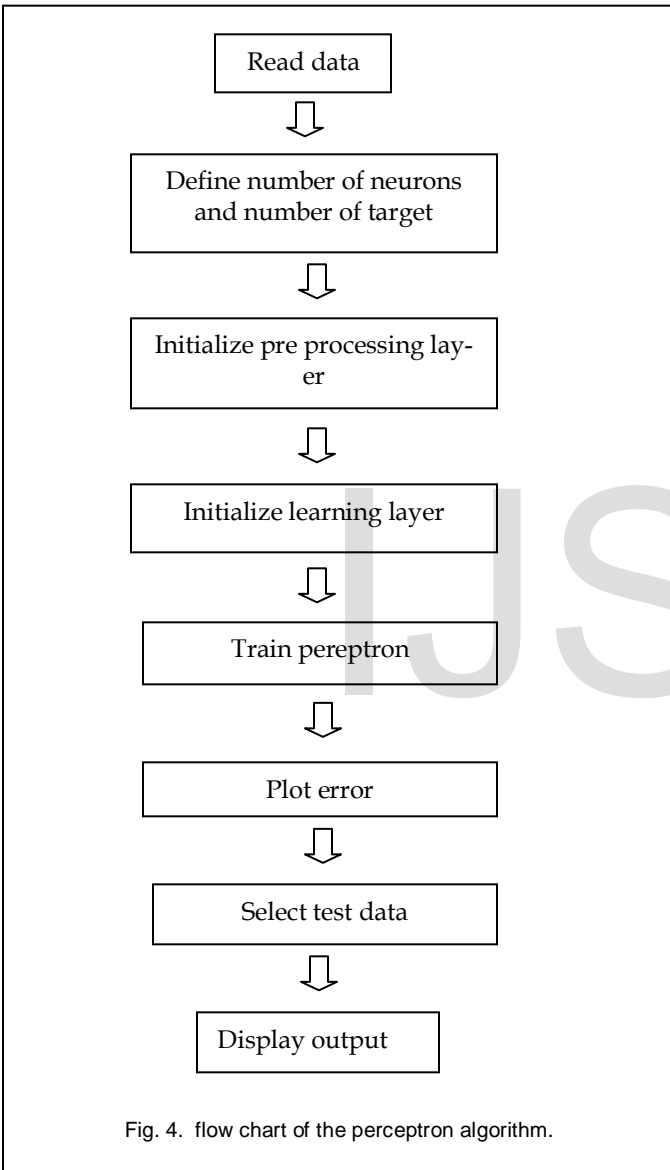 Read data
Define number of neurons
and number of target
Initialize pre processing lay-
er
Initialize learning layer
IJS
Train pereptron
Plot error
Select test data
Display output
Fig. 4. flow chart of the perceptron algorithm.